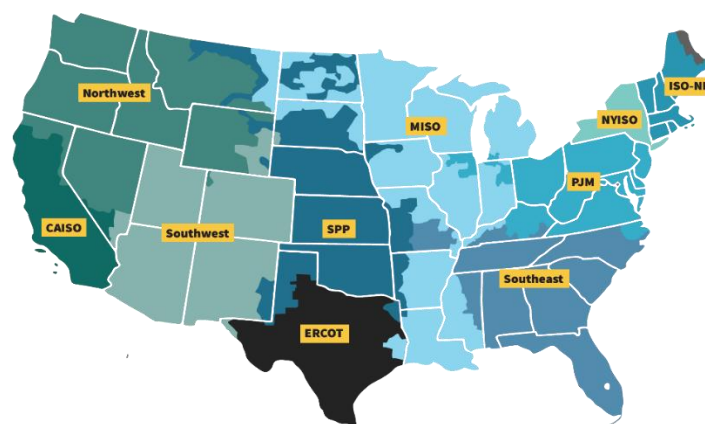 Northwest
MISO
NYISO
ISO-NE
PJM
CAISO
Southwest
SPP
Southeast
ERCOT